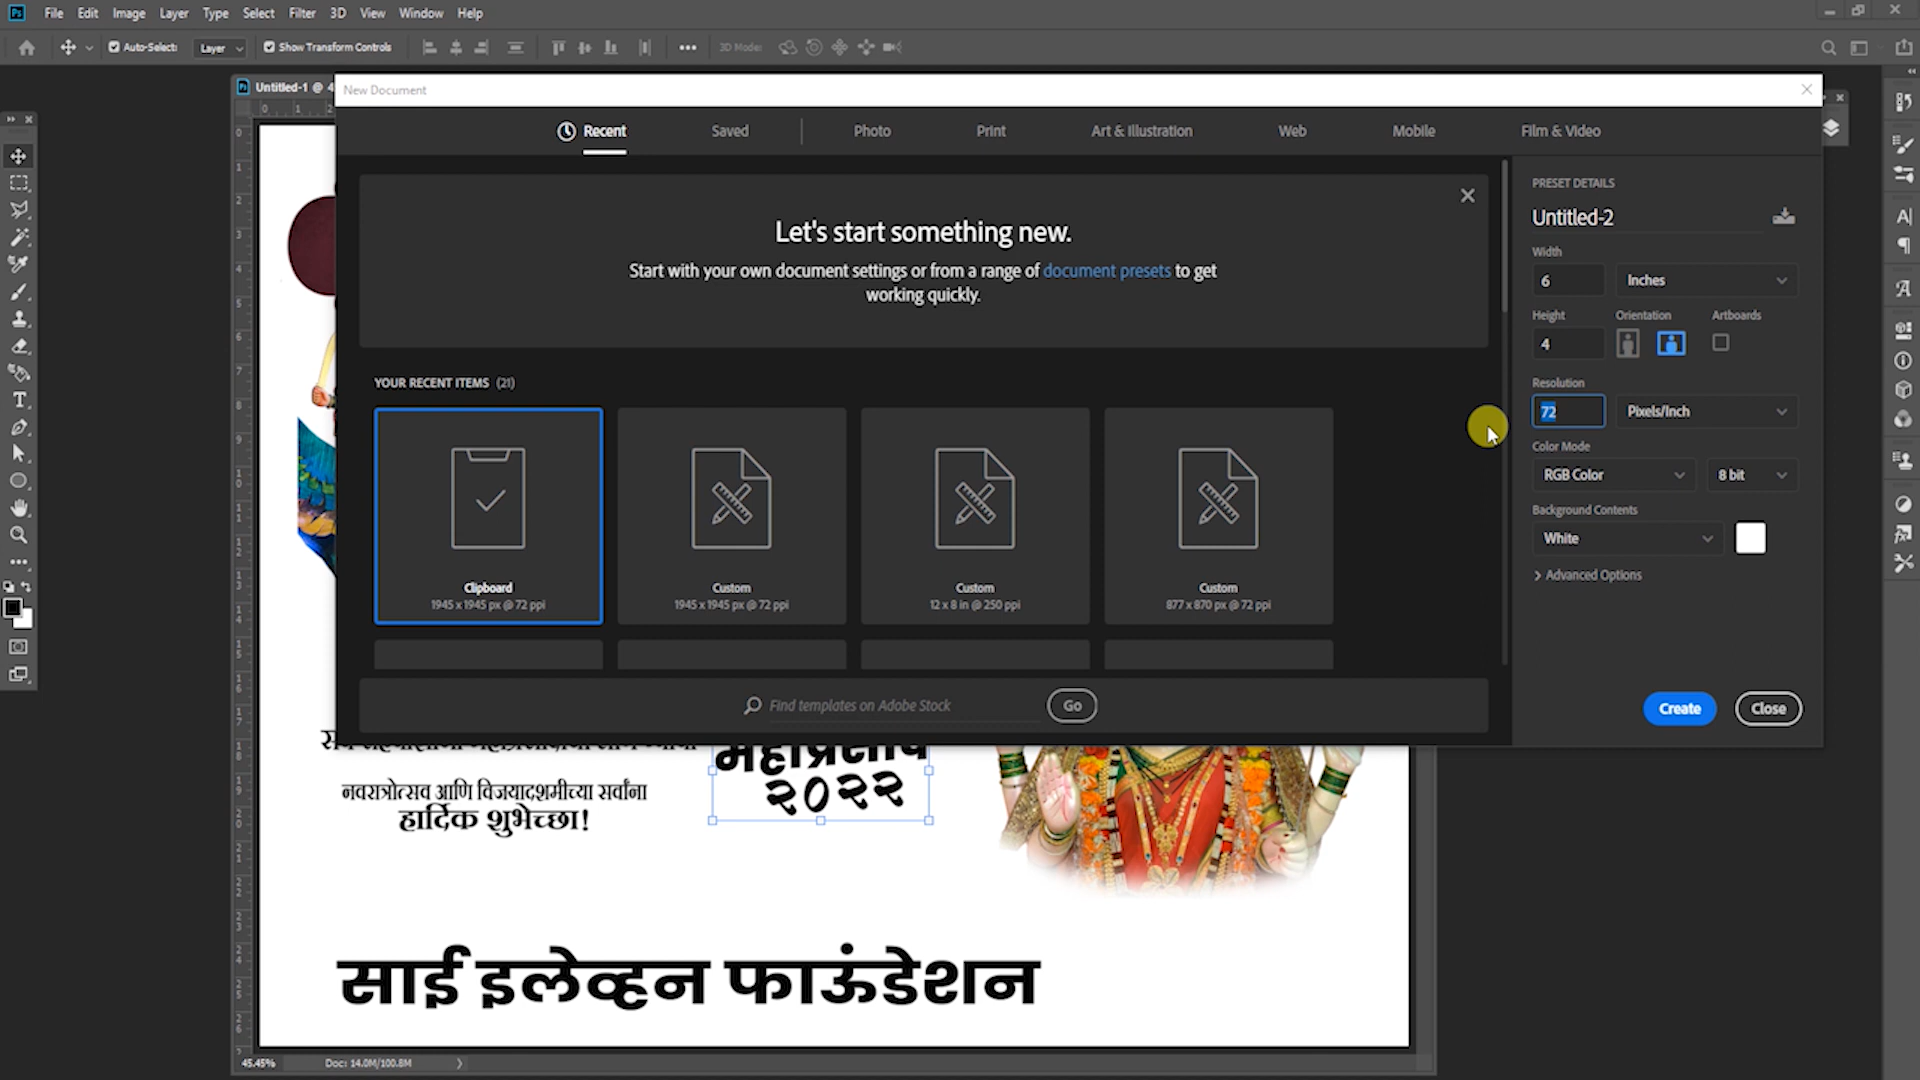 File Edit Image Layer Type Select Filter 3D View Window Help
Auto-Select: Layer Show Transform Controls 3D Mode:
Untitled-1 @ 4
New Document
Recent Saved Photo Print Art & Illustration Web Mobile Film & Video
Let's start something new.
Start with your own document settings or from a range of document presets to get
working quickly.
YOUR RECENT ITEMS (21)
Clipboard
1945 x 1945 px @ 72 ppi
Custom
1945 x 1945 px @ 72 ppi
Custom
12 x 8 in @ 250 ppi
Custom
877 x 870 px @ 72 ppi
Find templates on Adobe Stock Go
PRESET DETAILS
Untitled-2
Width
6 Inches
Height Orientation Artboards
4
Resolution
72 Pixels/Inch
Color Mode
RGB Color 8 bit
Background Contents
White
Advanced Options
Create Close
महाप्रसाद
२०२२
नवरात्रोत्सव आणि विजयादशमीच्या सर्वांना
हार्दिक शुभेच्छा!
साई इलेव्हन फाऊंडेशन
45.45% Doc: 14.0M/100.8M